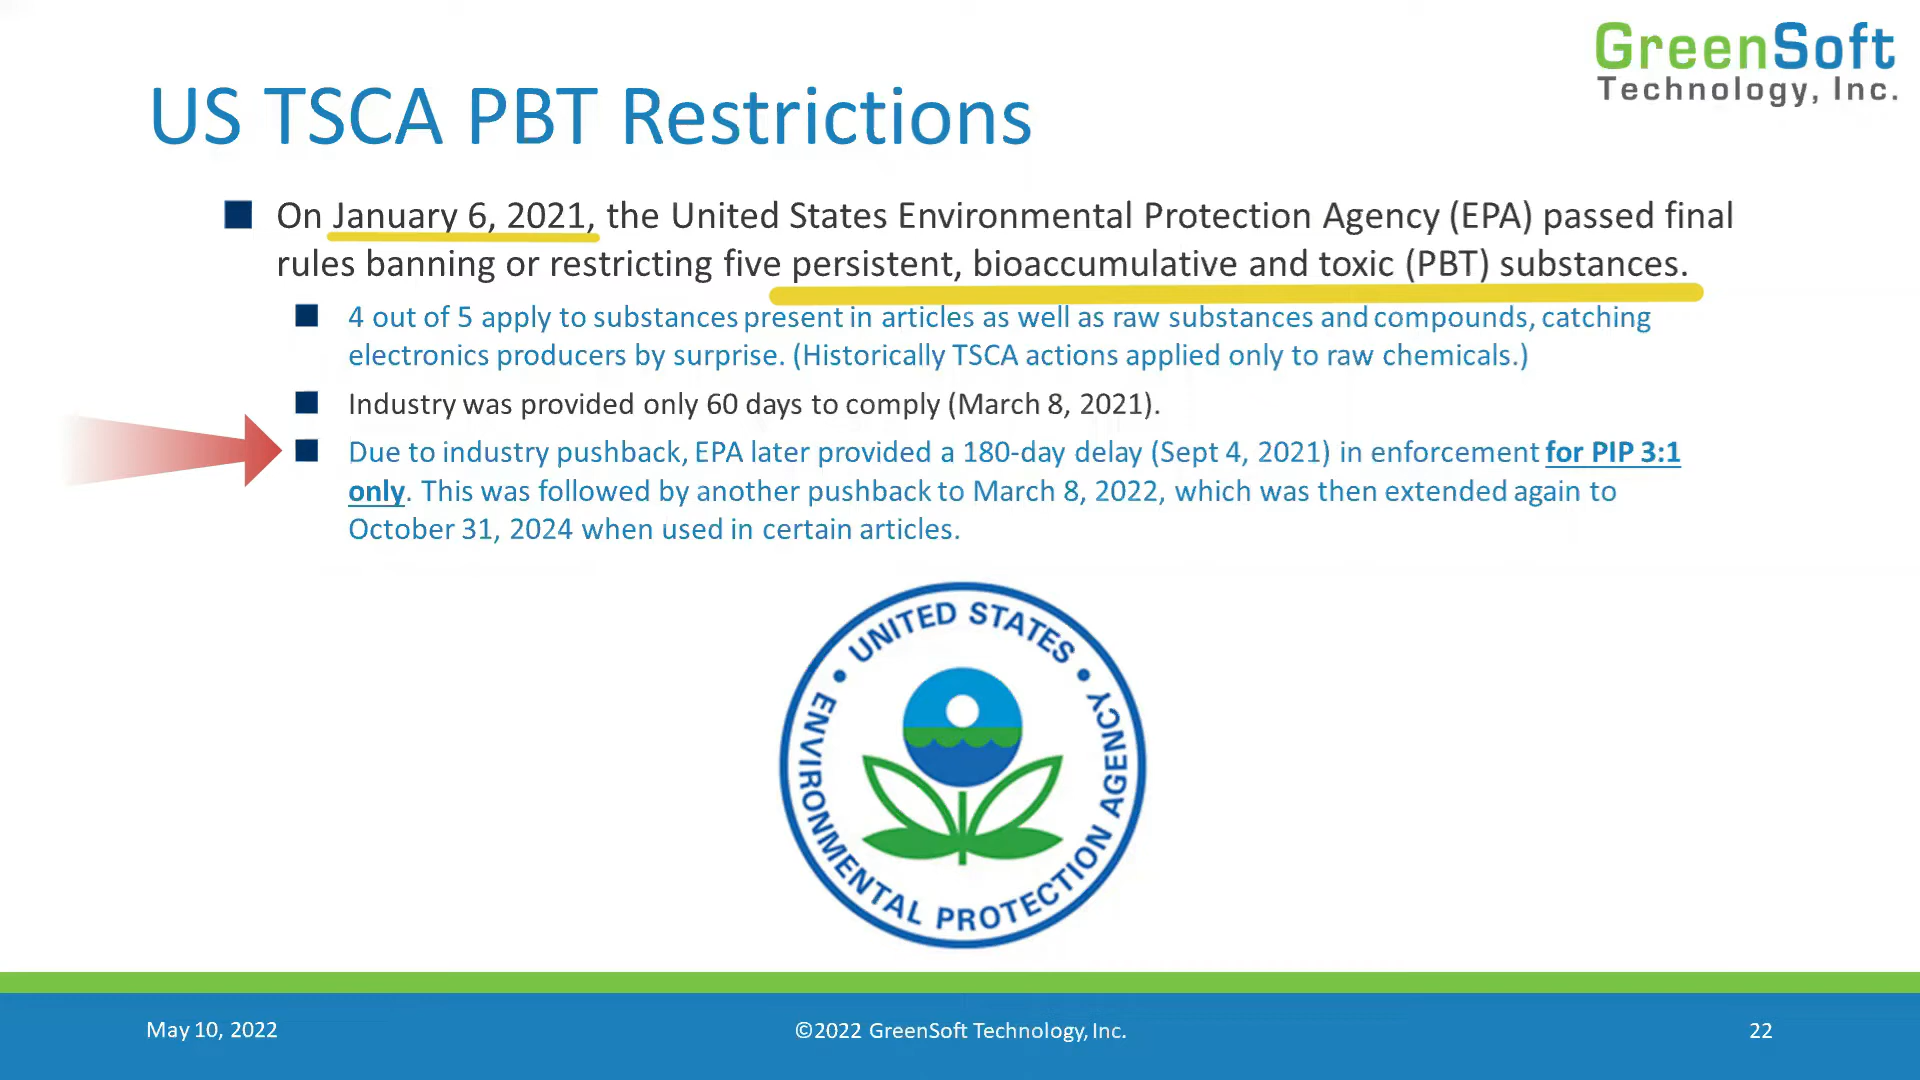 GreenSoft
Technology, Inc.
US TSCA PBT Restrictions
On January 6, 2021, the United States Environmental Protection Agency (EPA) passed final
rules banning or restricting five persistent, bioaccumulative and toxic (PBT) substances.
4 out of 5 apply to substances present in articles as well as raw substances and compounds, catching
electronics producers by surprise. (Historically TSCA actions applied only to raw chemicals.)
Industry was provided only 60 days to comply (March 8, 2021).
Due to industry pushback, EPA later provided a 180-day delay (Sept 4, 2021) in enforcement for PIP 3:1
only. This was followed by another pushback to March 8, 2022, which was then extended again to
October 31, 2024 when used in certain articles.
UNITED STATES
ENVIRONMENTAL PROTECTION AGENCY
May 10, 2022
©2022 GreenSoft Technology, Inc.
22